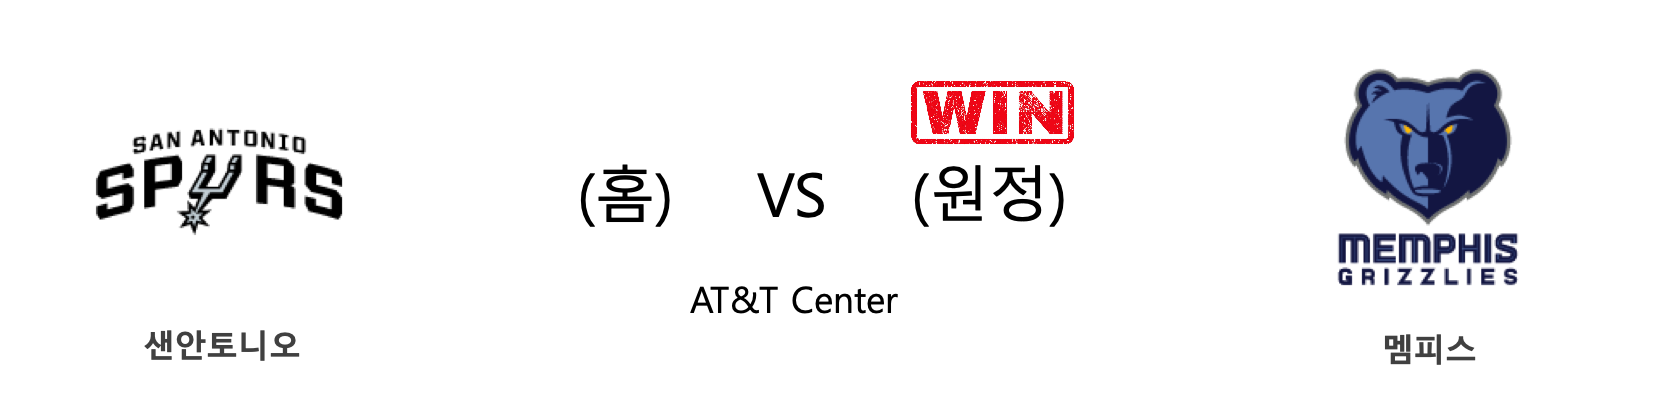 SAN ANTONIO
SPURS
샌안토니오
WIN
(홈) VS (원정)
AT&T Center
MEMPHIS
GRIZZLIES
멤피스